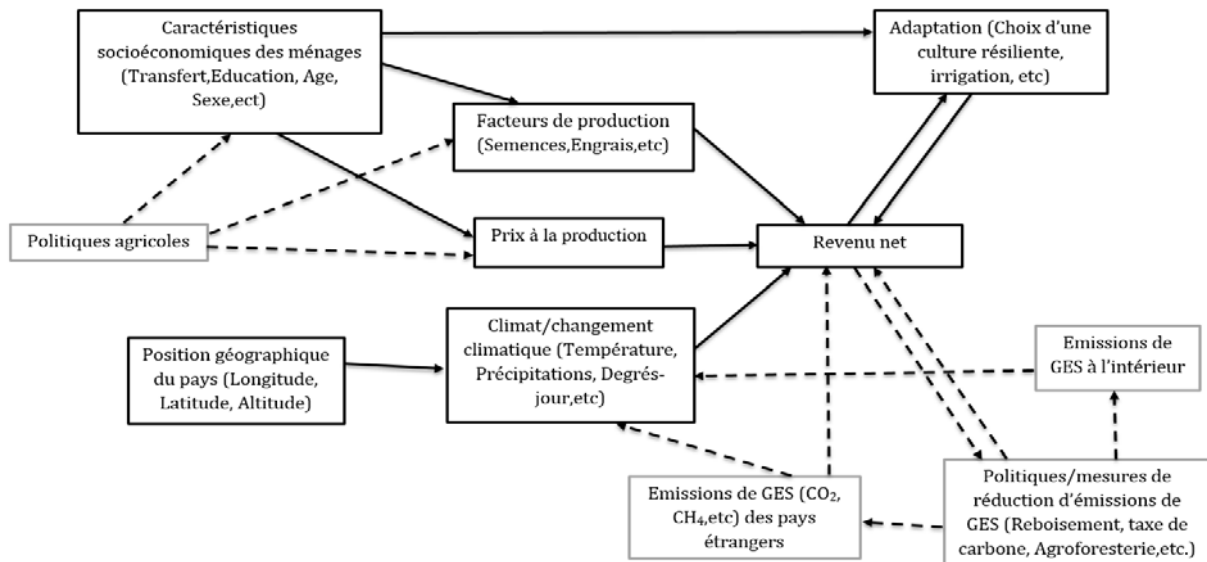 Caractéristiques
socioéconomiques des ménages
(Transfert,Education, Age,
Sexe,ect)
Adaptation (Choix d'une
culture résiliente,
irrigation, etc)
Facteurs de production
(Semences,Engrais,etc)
Politiques agricoles
Prix à la production
Revenu net
Position géographique
du pays (Longitude,
Latitude, Altitude)
Climat/changement
climatique (Température,
Précipitations, Degrés-
jour,etc)
Emissions de
GES à l'intérieur
Emissions de GES (CO₂,
CH₄,etc) des pays
étrangers
Politiques/mesures de
réduction d'émissions de
GES (Reboisement, taxe de
carbone, Agroforesterie,etc.)